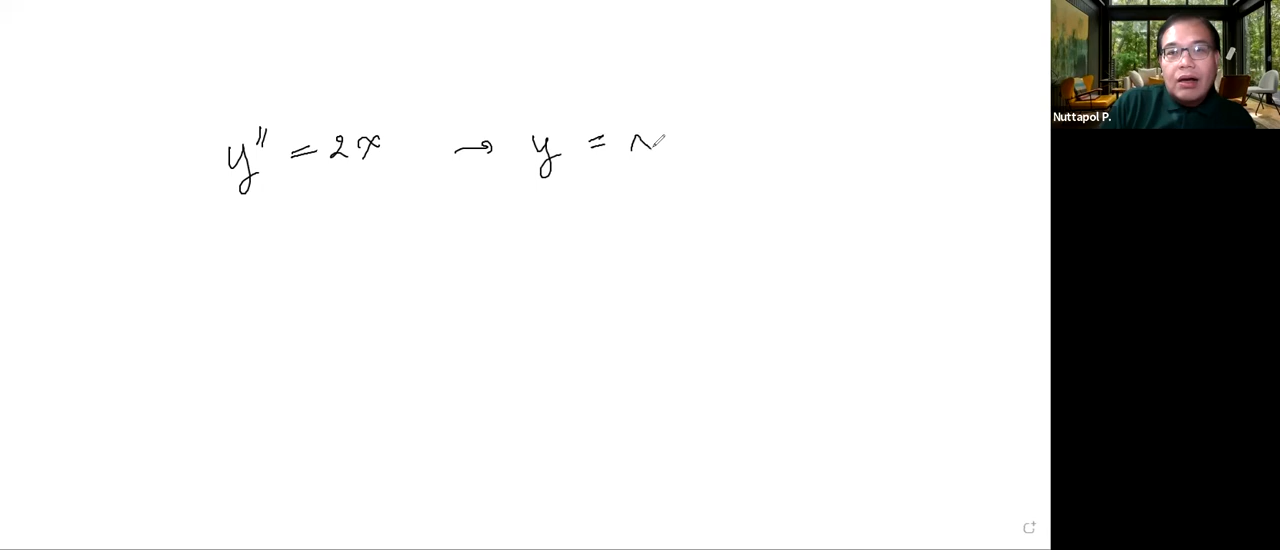 y'' = 2x → y =
Nuttapol P.